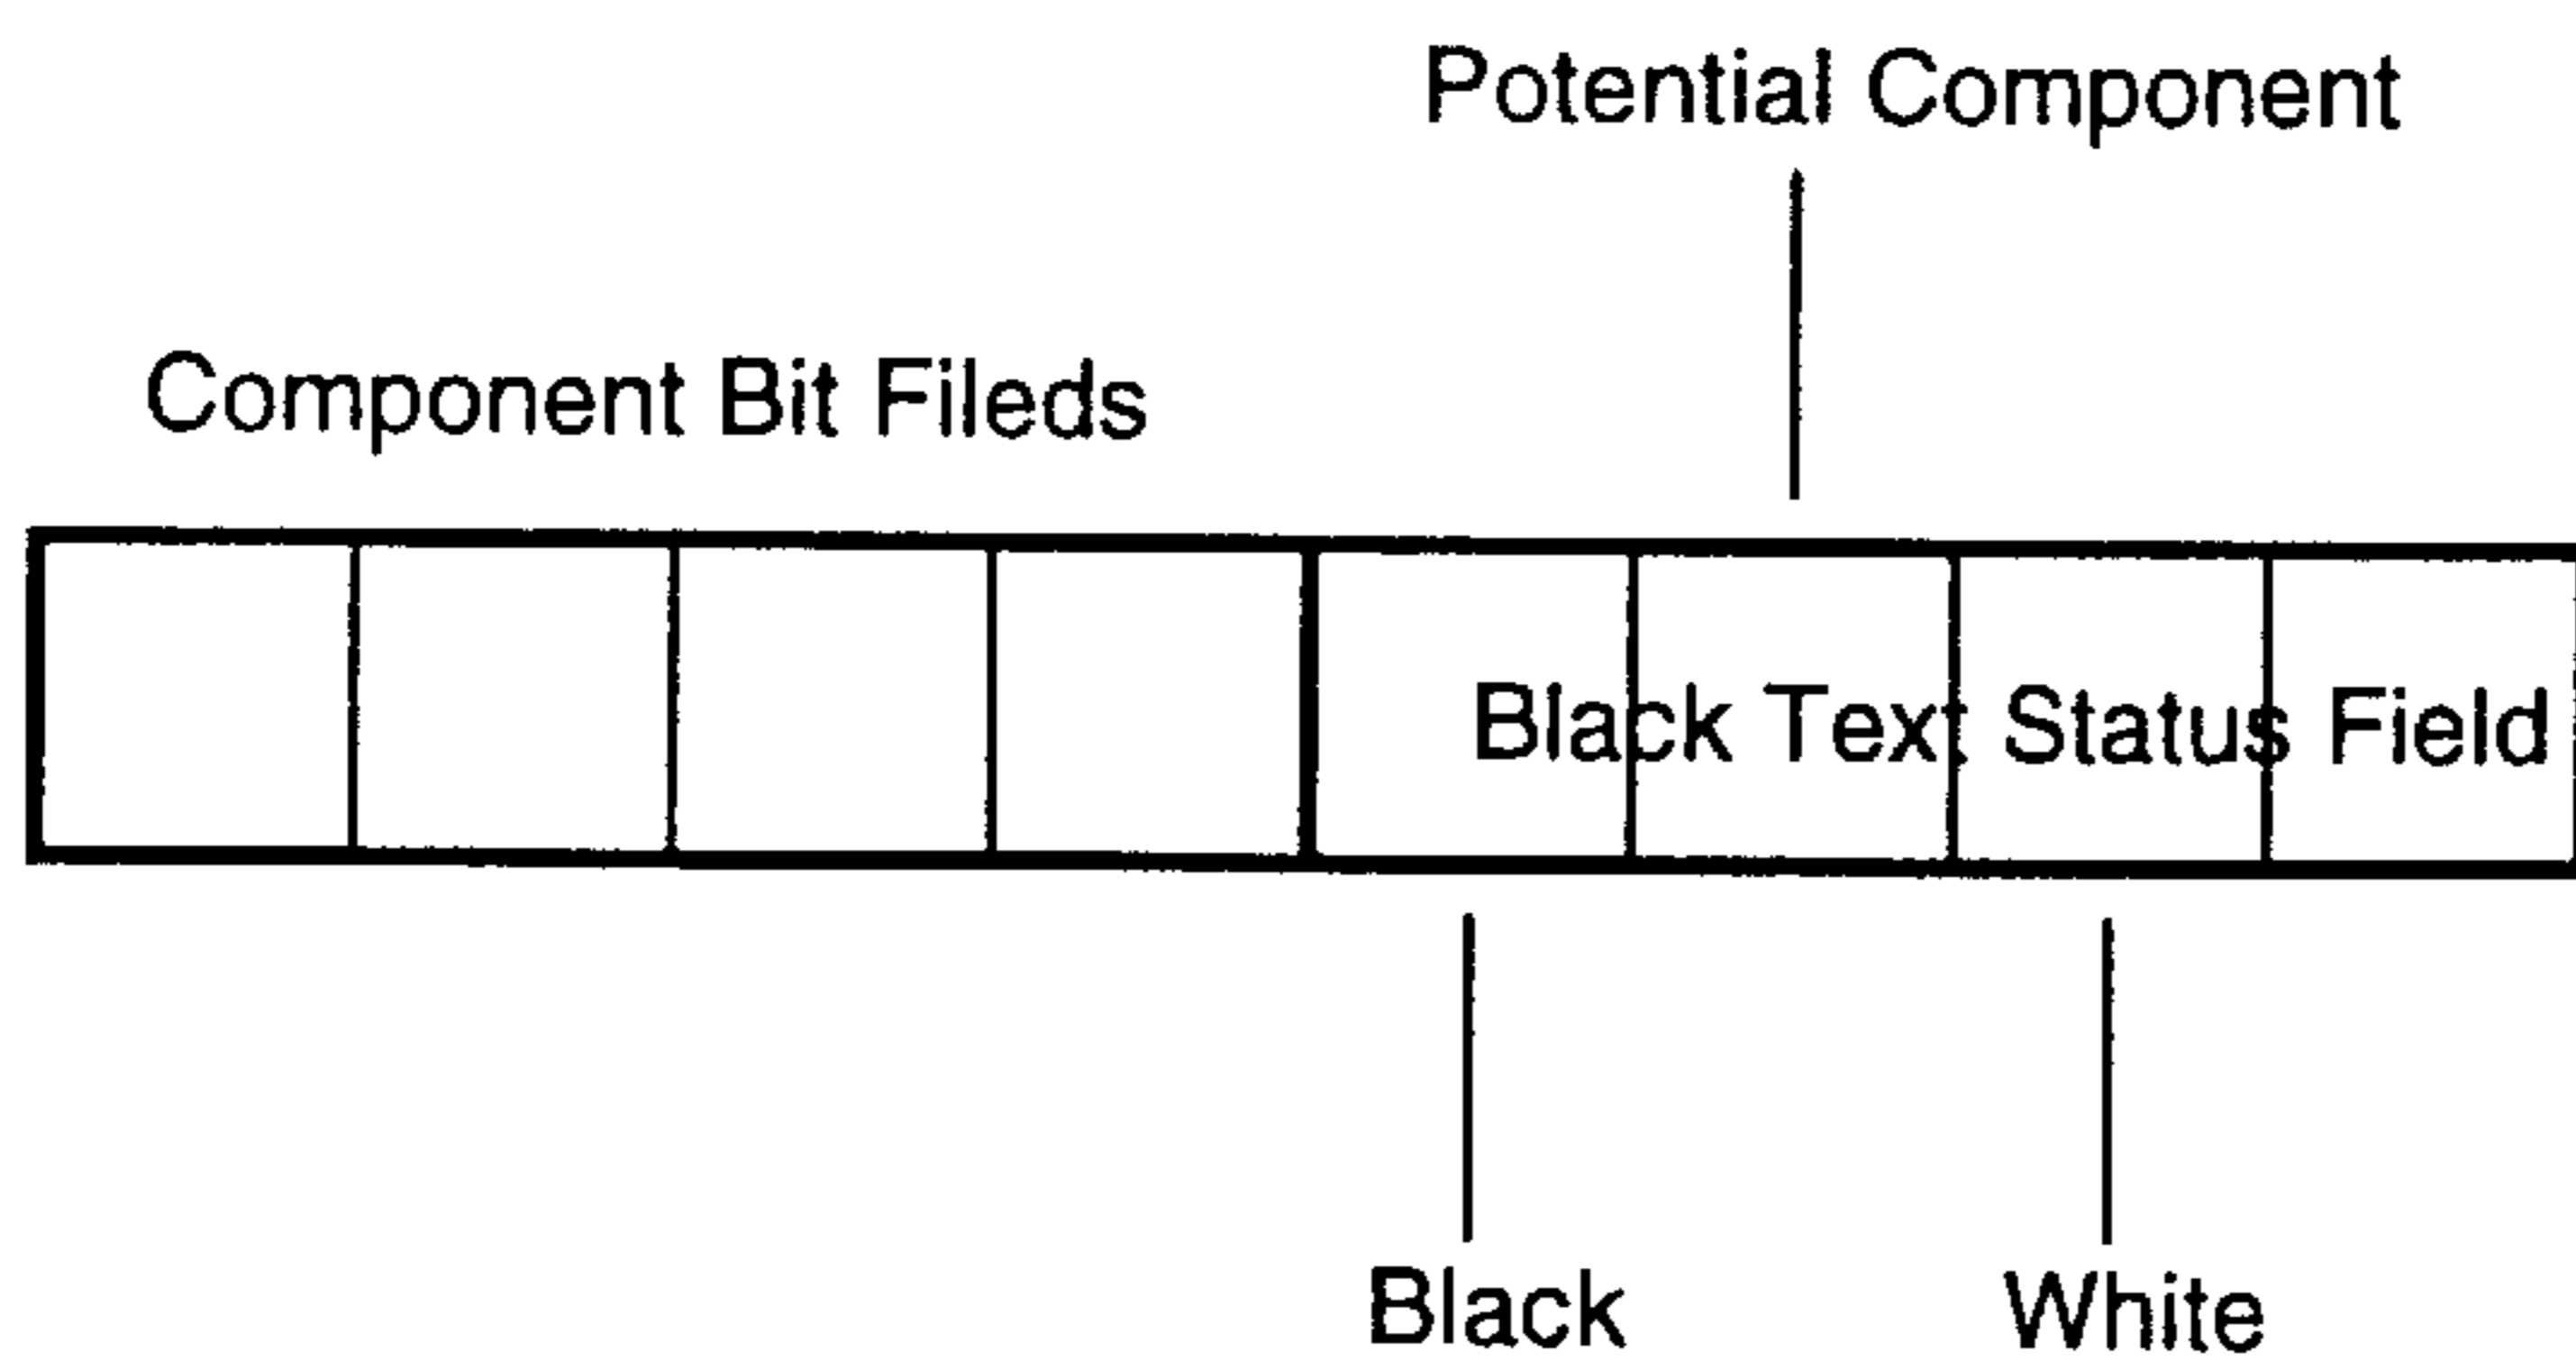 Potential Component
Component Bit Fileds
Black Text Status Field
Black
White